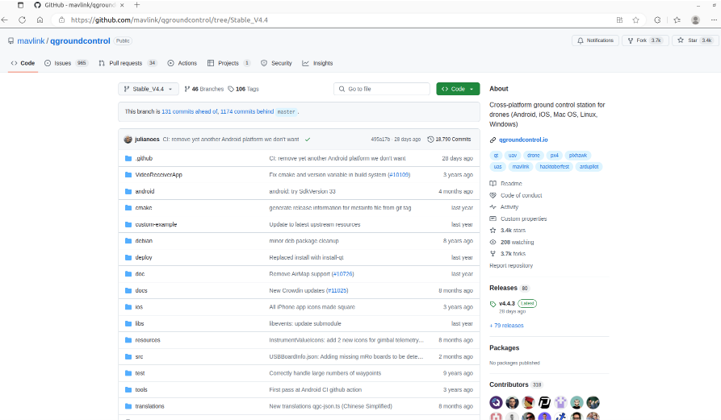 GitHub - mavlink/qground
https://github.com/mavlink/qgroundcontrol/tree/Stable_V4.4
mavlink / qgroundcontrol Public
Notifications Fork 3.7k Star 3.4k
Code Issues Pull requests 34 Actions Projects 1 Security Insights
Stable_V4.4 46 Branches 106 Tags Go to file Code
This branch is 131 commits ahead of, 1174 commits behind master.
julianoes CI: remove yet another Android platform we don't want 28 days ago Commits
.github CI: remove yet another Android platform we don't want 28 days ago
VideoReceiverApp Fix cmake and version variable in build system (#10109) 3 years ago
android android: try SdkVersion 33 4 months ago
cmake generate release information for metainfo file from git tag last year
custom-example Update to latest upstream resources last year
debian minor deb package cleanup 8 years ago
deploy Replaced install with install-qt last year
doc Remove AirMap support (#10726) last year
docs New Crowdin updates (#11025) 8 months ago
ios All iPhone app icons made square 3 years ago
libs libevents: update submodule last year
resources InstrumentValueIcons: add 2 new icons for gimbal telemetry... 8 months ago
src USBBoardInfo.json: Adding missing mRo boards to be dete... 2 months ago
test Correctly handle large numbers of waypoints 9 years ago
tools First pass at Android CI github action 3 years ago
translations New translations qgc-json.ts (Chinese Simplified) 8 months ago
About
Cross-platform ground control station for
drones (Android, iOS, Mac OS, Linux,
Windows)
qgroundcontrol.io
qt uav drone px4 pixhawk
uas mavlink hacktoberfest ardupilot
Readme
Code of conduct
Activity
Custom properties
3.4k stars
208 watching
3.7k forks
Report repository
Releases 80
v4.4.3 Latest
28 days ago
+ 79 releases
Packages
No packages published
Contributors 318